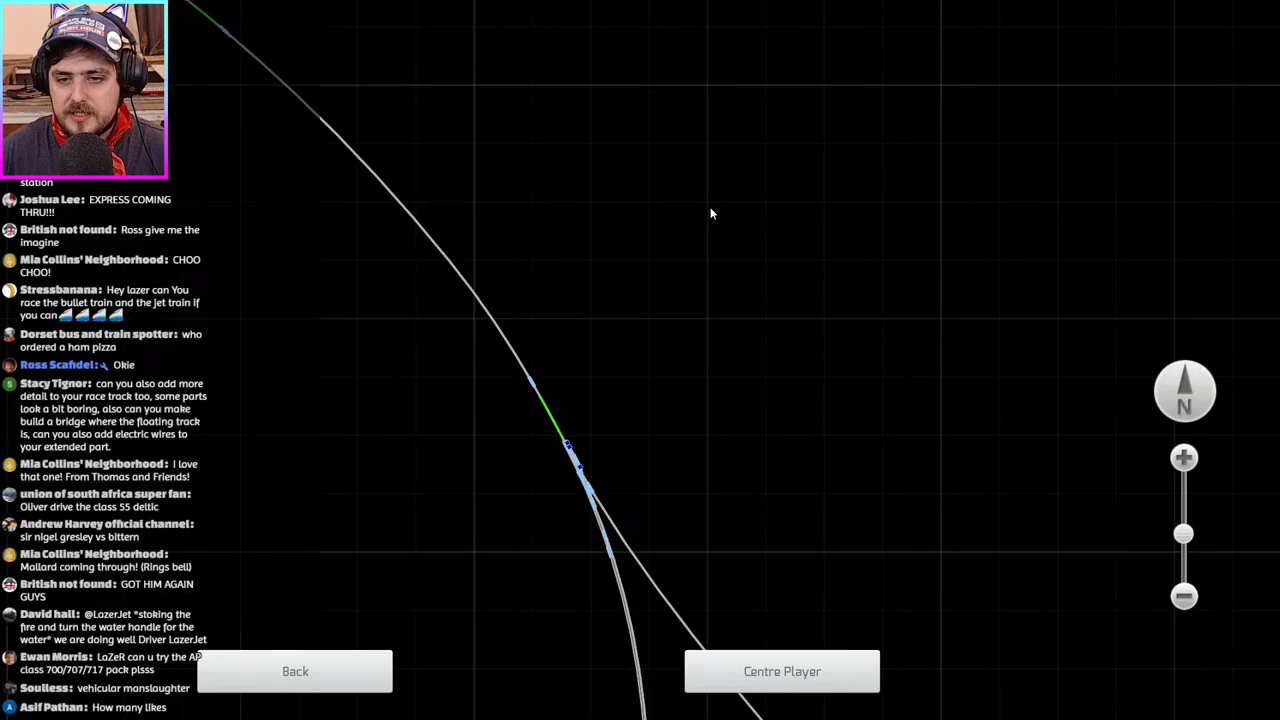 station
Joshua Lee: EXPRESS COMING
THRU!!!
British not found: Ross give me the
imagine
Mia Collins' Neighborhood: CHOO
CHOO!
Stressbanana: Hey lazer can You
race the bullet train and the jet train if
you can
Dorset bus and train spotter: who
ordered a ham pizza
Ross Scafidel: Okie
S
Stacy Tignor: can you also add more
detail to your race track too, some parts
look a bit boring, also can you make
build a bridge where the floating track
is, can you also add electric wires to
your extended part.
Mia Collins' Neighborhood: I love
that one! From Thomas and Friends!
union of south africa super fan:
Oliver drive the class 55 deltic
Andrew Harvey official channel:
sir nigel gresley vs bittern
Mia Collins' Neighborhood:
Mallard coming through! (Rings bell)
British not found: GOT HIM AGAIN
GUYS
David hall: @LazerJet *stoking the
fire and turn the water handle for the
water* we are doing well Driver LazerJet
Ewan Morris: LaZeR can u try the AP
class 700/707/717 pack plsss
Soulless: vehicular manslaughter
A
Asif Pathan: How many likes
N
Back
Centre Player